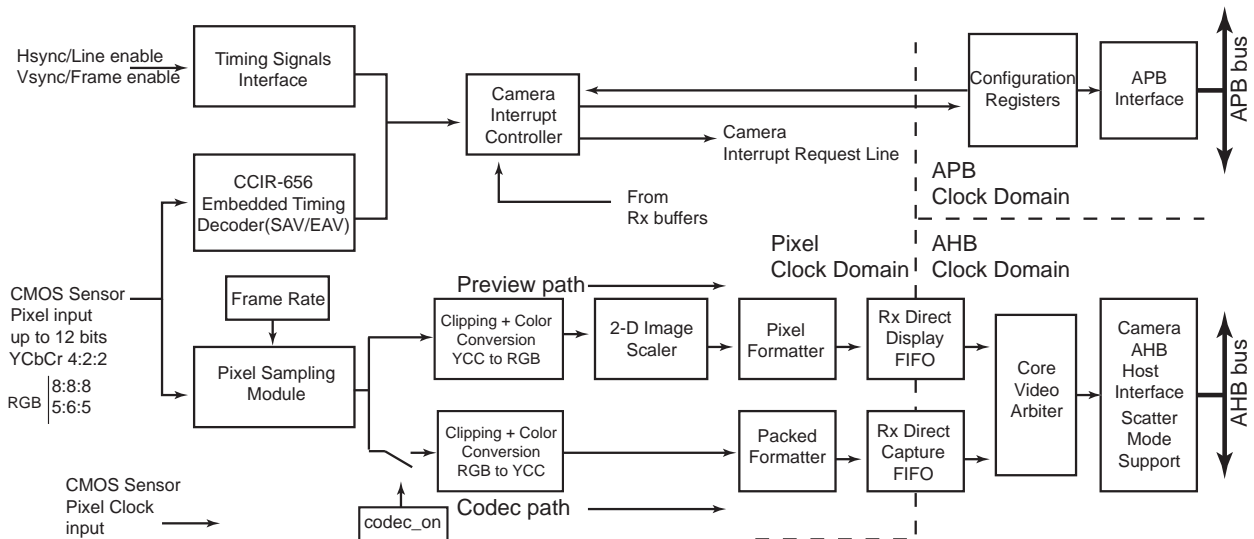 Hsync/Line enable
Vsync/Frame enable
Timing Signals
Interface
Camera
Interrupt
Controller
Configuration
Registers
APB
Interface
APB bus
Camera
Interrupt Request Line
From
Rx buffers
APB
Clock Domain
CCIR-656
Embedded Timing
Decoder(SAV/EAV)
Pixel
Clock Domain
AHB
Clock Domain
CMOS Sensor
Pixel input
up to 12 bits
YCbCr 4:2:2
RGB
8:8:8
5:6:5
Frame Rate
Pixel Sampling
Module
Preview path
Clipping + Color
Conversion
YCC to RGB
2-D Image
Scaler
Pixel
Formatter
Rx Direct
Display
FIFO
Core
Video
Arbiter
Camera
AHB
Host
Interface
Scatter
Mode
Support
AHB bus
Clipping + Color
Conversion
RGB to YCC
Packed
Formatter
Rx Direct
Capture
FIFO
Codec path
codec_on
CMOS Sensor
Pixel Clock
input